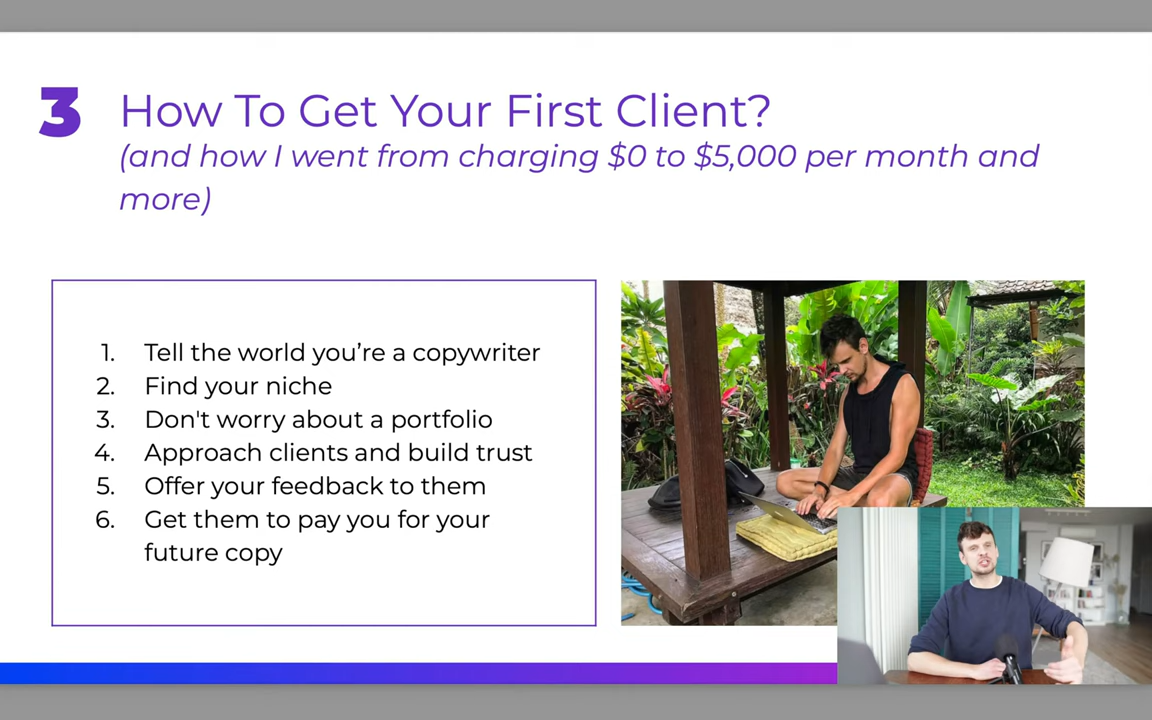 3 How To Get Your First Client?
(and how I went from charging $0 to $5,000 per month and
more)
1. Tell the world you’re a copywriter
2. Find your niche
3. Don't worry about a portfolio
4. Approach clients and build trust
5. Offer your feedback to them
6. Get them to pay you for your
future copy